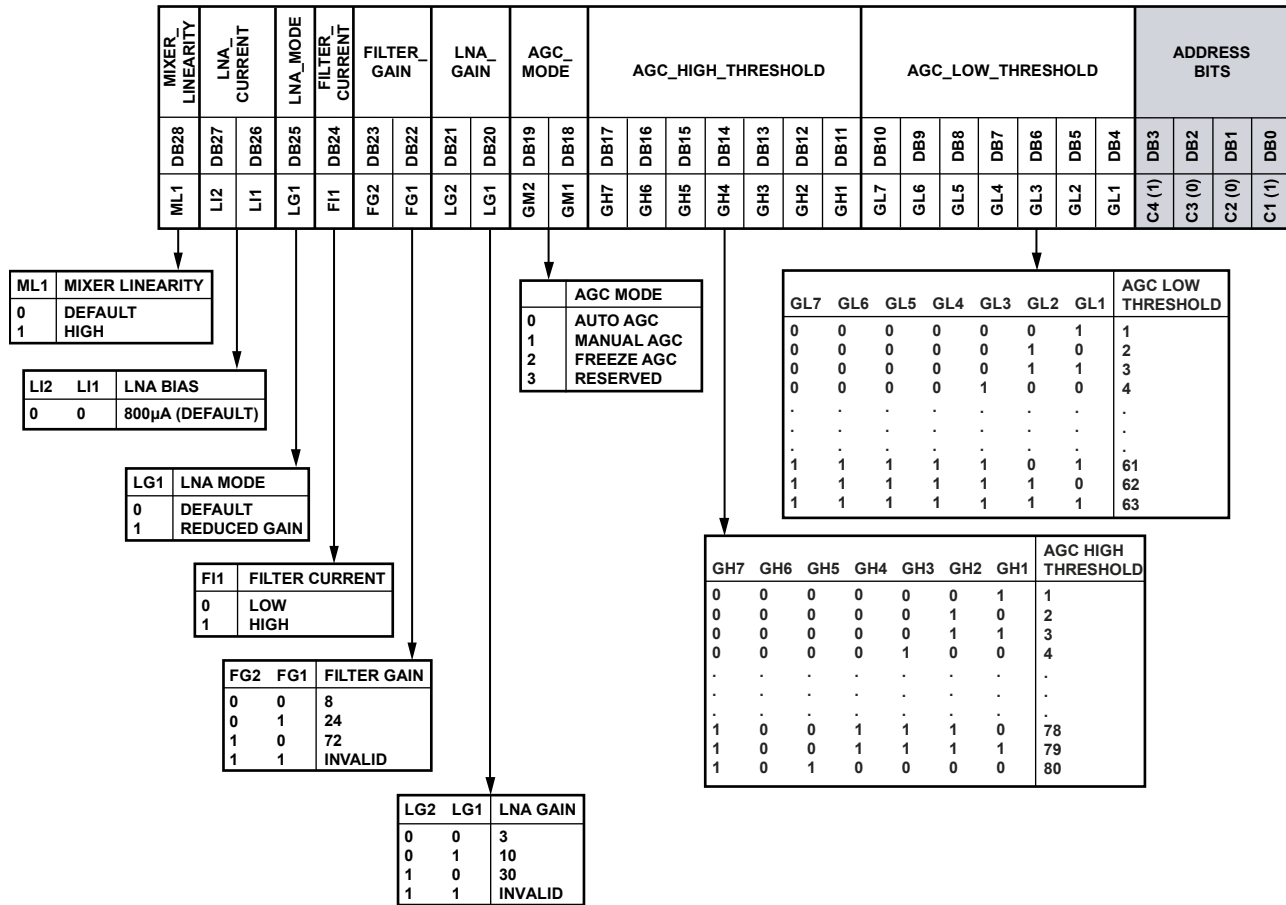 MIXER_
LINEARITY
LNA_
CURRENT
LNA_MODE
FILTER_
CURRENT
FILTER_
GAIN
LNA_
GAIN
AGC_
MODE
AGC_HIGH_THRESHOLD
AGC_LOW_THRESHOLD
ADDRESS
BITS
DB28 DB27 DB26 DB25 DB24 DB23 DB22 DB21 DB20 DB19 DB18 DB17 DB16 DB15 DB14 DB13 DB12 DB11 DB10 DB9 DB8 DB7 DB6 DB5 DB4 DB3 DB2 DB1 DB0
ML1 LI2 LI1 LG1 FI1 FG2 FG1 LG2 LG1 GM2 GM1 GH7 GH6 GH5 GH4 GH3 GH2 GH1 GL7 GL6 GL5 GL4 GL3 GL2 GL1 C4 (1) C3 (0) C2 (0) C1 (1)
ML1 MIXER LINEARITY
0 DEFAULT
1 HIGH
LI2 LI1 LNA BIAS
0 0 800µA (DEFAULT)
LG1 LNA MODE
0 DEFAULT
1 REDUCED GAIN
FI1 FILTER CURRENT
0 LOW
1 HIGH
FG2 FG1 FILTER GAIN
0 0 8
0 1 24
1 0 72
1 1 INVALID
LG2 LG1 LNA GAIN
0 0 3
0 1 10
1 0 30
1 1 INVALID
AGC MODE
0 AUTO AGC
1 MANUAL AGC
2 FREEZE AGC
3 RESERVED
GL7 GL6 GL5 GL4 GL3 GL2 GL1 AGC LOW
THRESHOLD
0 0 0 0 0 0 1 1
0 0 0 0 0 1 0 2
0 0 0 0 0 1 1 3
0 0 0 0 1 0 0 4
. . . . . . . .
. . . . . . . .
. . . . . . . .
1 1 1 1 1 0 1 61
1 1 1 1 1 1 0 62
1 1 1 1 1 1 1 63
GH7 GH6 GH5 GH4 GH3 GH2 GH1 AGC HIGH
THRESHOLD
0 0 0 0 0 0 1 1
0 0 0 0 0 1 0 2
0 0 0 0 0 1 1 3
0 0 0 0 1 0 0 4
. . . . . . . .
. . . . . . . .
. . . . . . . .
1 0 0 1 1 1 0 78
1 0 0 1 1 1 1 79
1 0 1 0 0 0 0 80